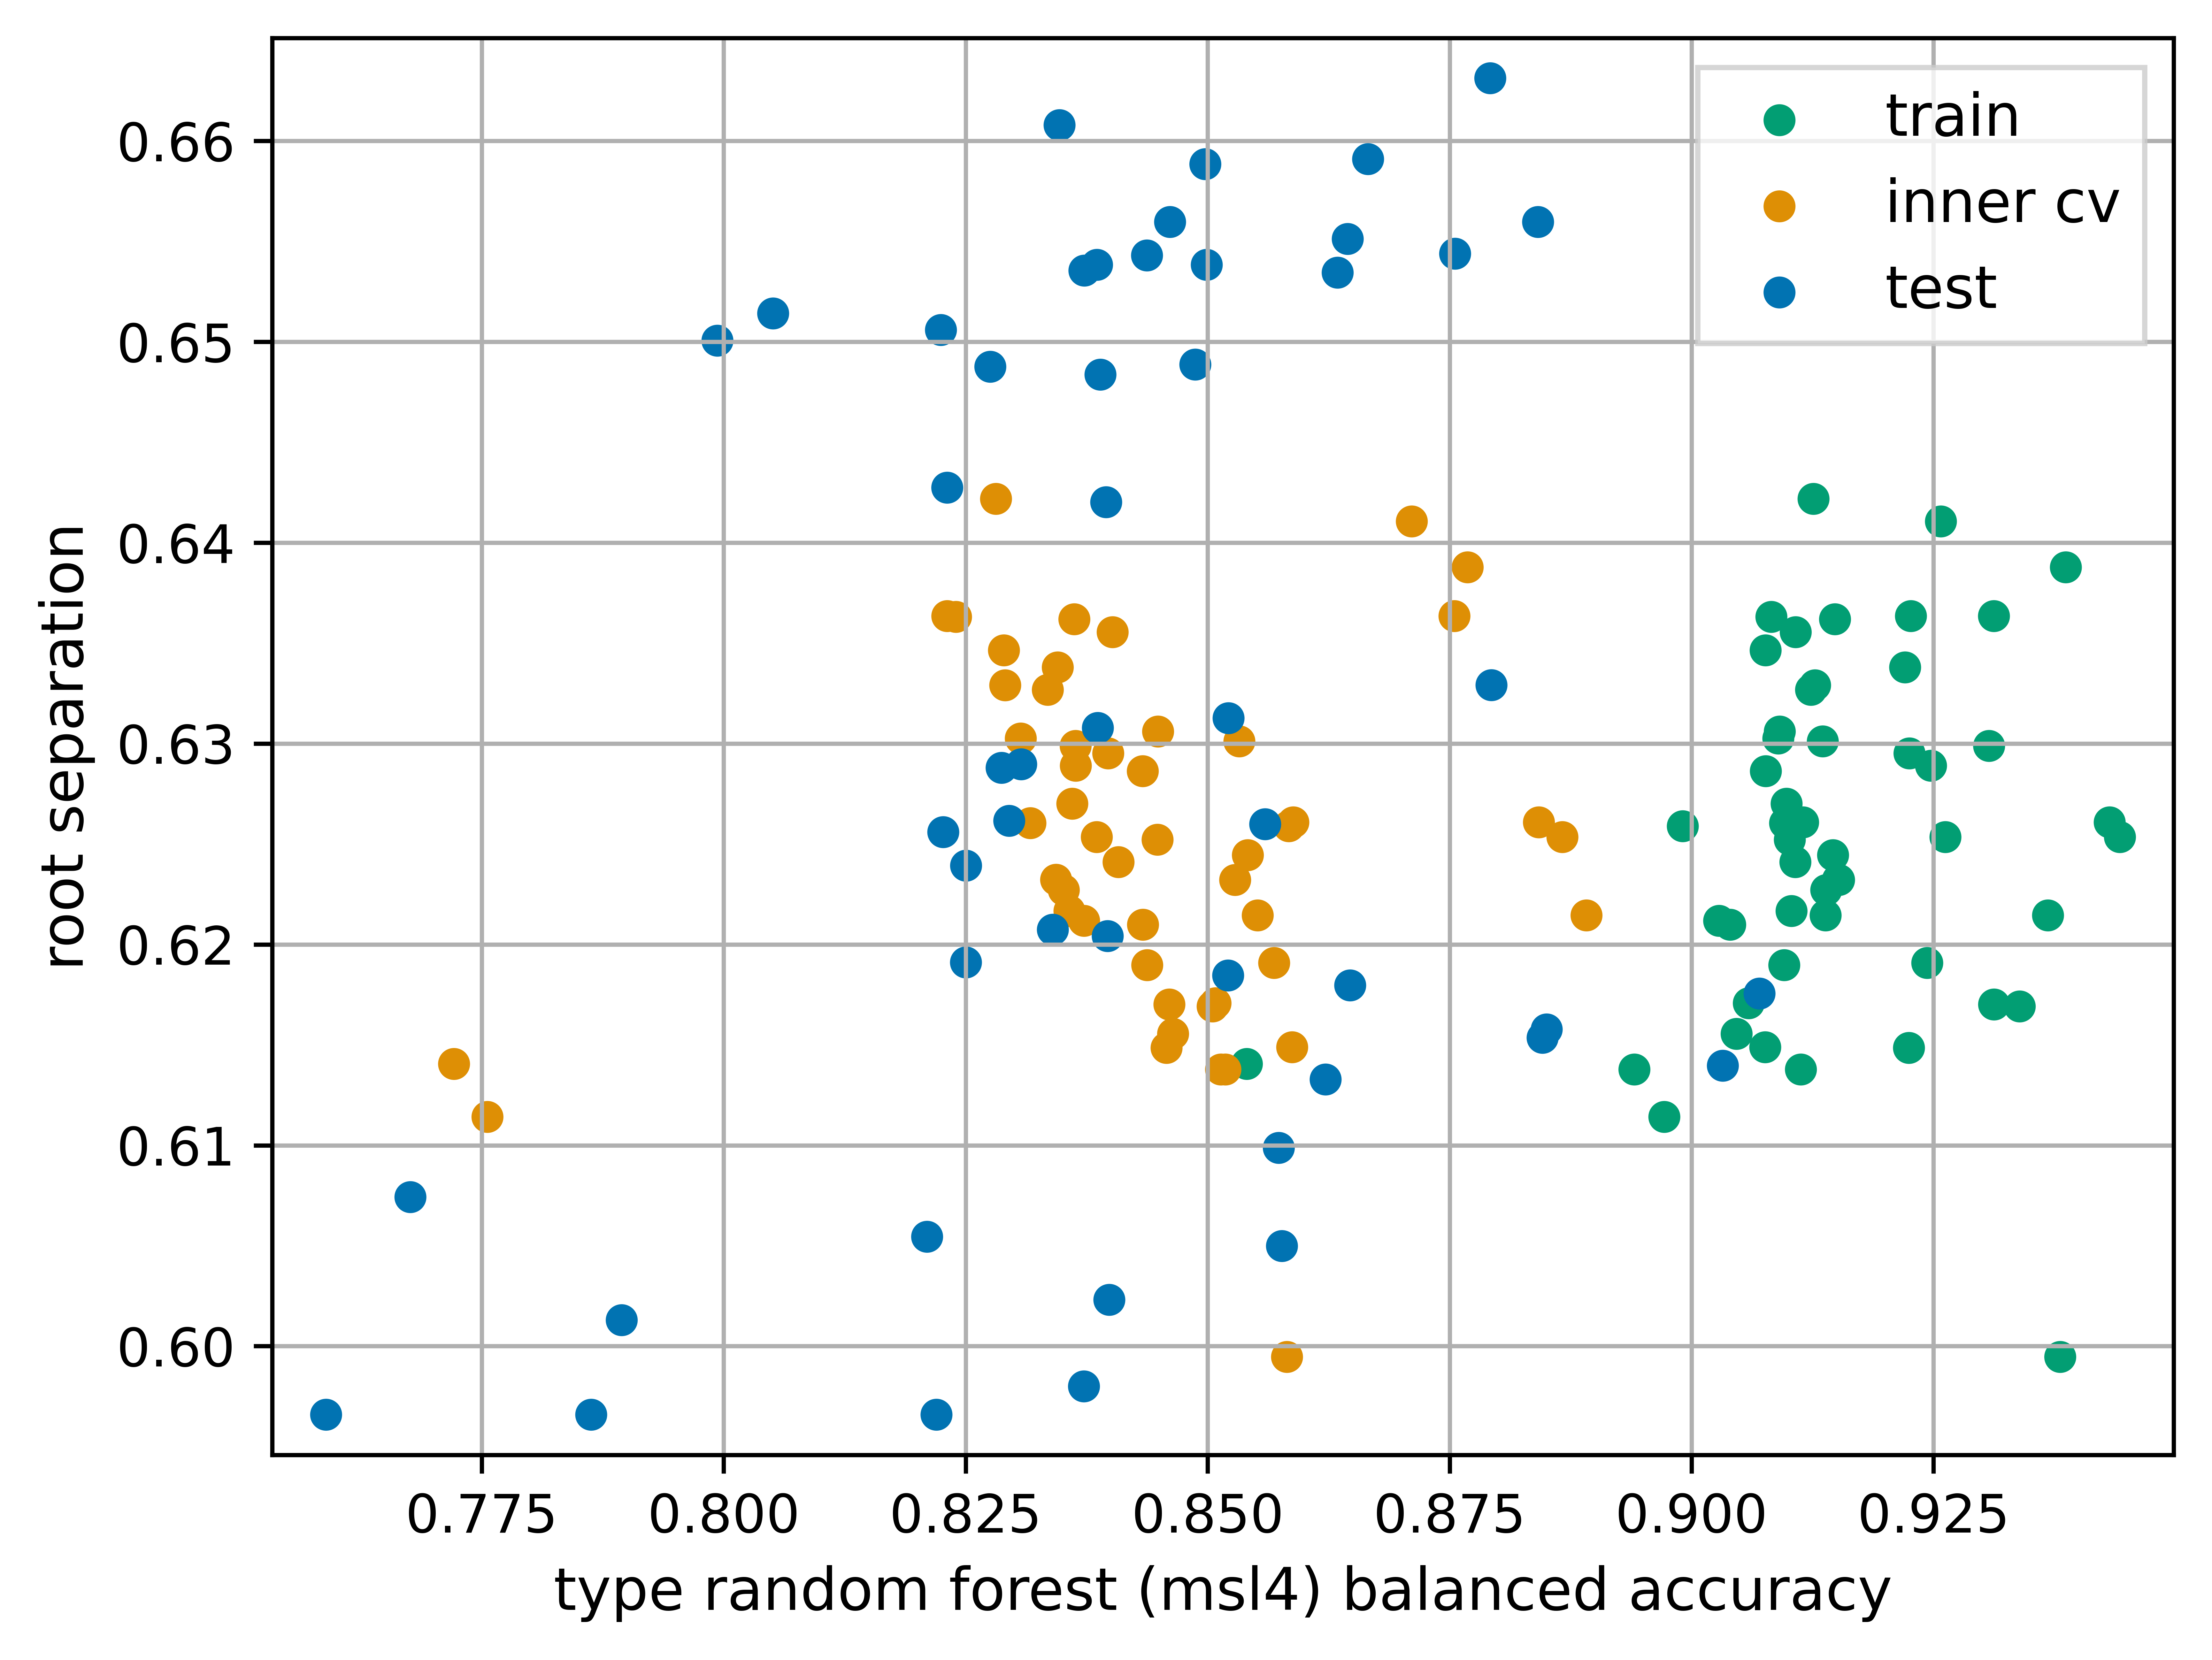 train
inner cv
test
0.66
0.65
0.64
0.63
0.62
0.61
0.60
root separation
0.775 0.800 0.825 0.850 0.875 0.900 0.925
type random forest (msl4) balanced accuracy